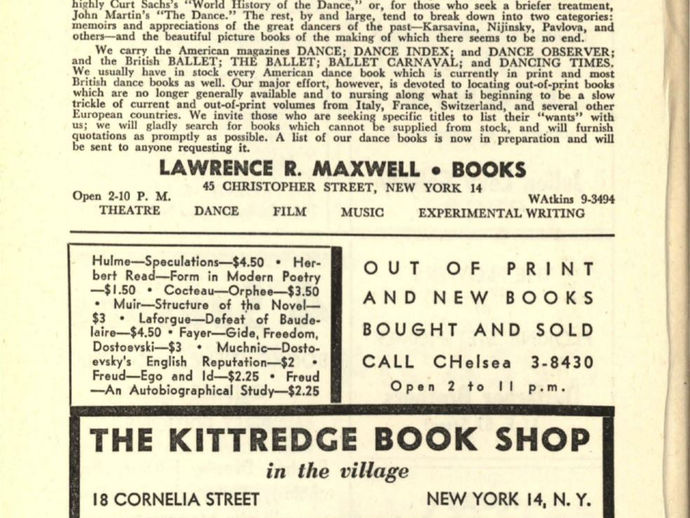 highly Curt Sachs's "World History of the Dance," or, for those who seek a briefer treatment,
John Martin's "The Dance." The rest, by and large, tend to break down into two categories:
memoirs and appreciations of the great dancers of the past—Karsavina, Nijinsky, Pavlova, and
others—and the beautiful picture books of the making of which there seems to be no end.
We carry the American magazines DANCE; DANCE INDEX; and DANCE OBSERVER;
and the British BALLET; THE BALLET; BALLET CARNAVAL; and DANCING TIMES.
We usually have in stock every American dance book which is currently in print and most
British dance books as well. Our major effort, however, is devoted to locating out-of-print books
which are no longer generally available and to nursing along what is beginning to be a slow
trickle of current and out-of-print volumes from Italy, France, Switzerland, and several other
European countries. We invite those who are seeking specific titles to list their "wants" with
us; we will gladly search for books which cannot be supplied from stock, and will furnish
quotations as promptly as possible. A list of our dance books is now in preparation and will
be sent to anyone requesting it.
LAWRENCE R. MAXWELL • BOOKS
45 CHRISTOPHER STREET, NEW YORK 14
Open 2-10 P. M. WAtkins 9-3494
THEATRE DANCE FILM MUSIC EXPERIMENTAL WRITING
Hulme—Speculations—$4.50 • Her-
bert Read—Form in Modern Poetry
—$1.50 • Cocteau—Orphee—$3.50
• Muir—Structure of the Novel—
$3 • Laforgue—Defeat of Baude-
laire—$4.50 • Fayer—Gide, Freedom,
Dostoevski—$3 • Muchnic—Dosto-
evsky's English Reputation—$2 •
Freud—Ego and Id—$2.25 • Freud
—An Autobiographical Study—$2.25
OUT OF PRINT
AND NEW BOOKS
BOUGHT AND SOLD
CALL CHelsea 3-8430
Open 2 to 11 p.m.
THE KITTREDGE BOOK SHOP
in the village
18 CORNELIA STREET NEW YORK 14, N. Y.